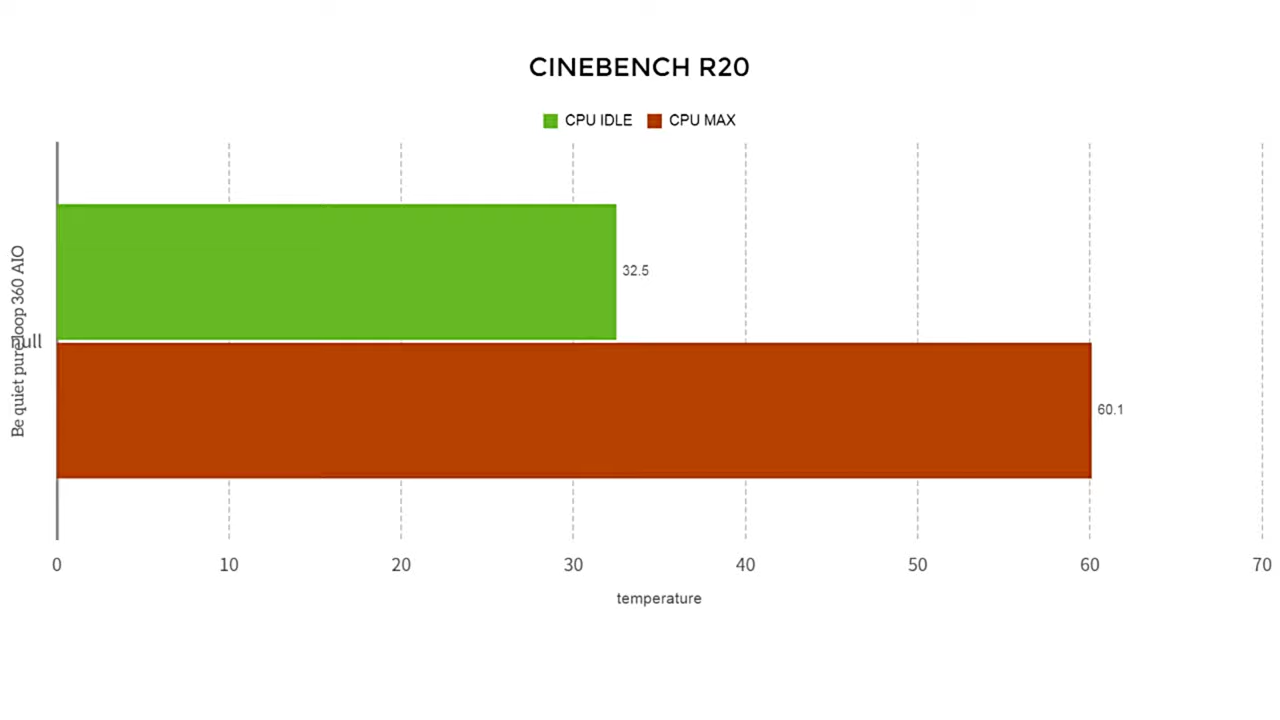 CINEBENCH R20
CPU IDLE CPU MAX
Be quiet pure loop 360 AIO
null
32.5
60.1
0 10 20 30 40 50 60 70
temperature